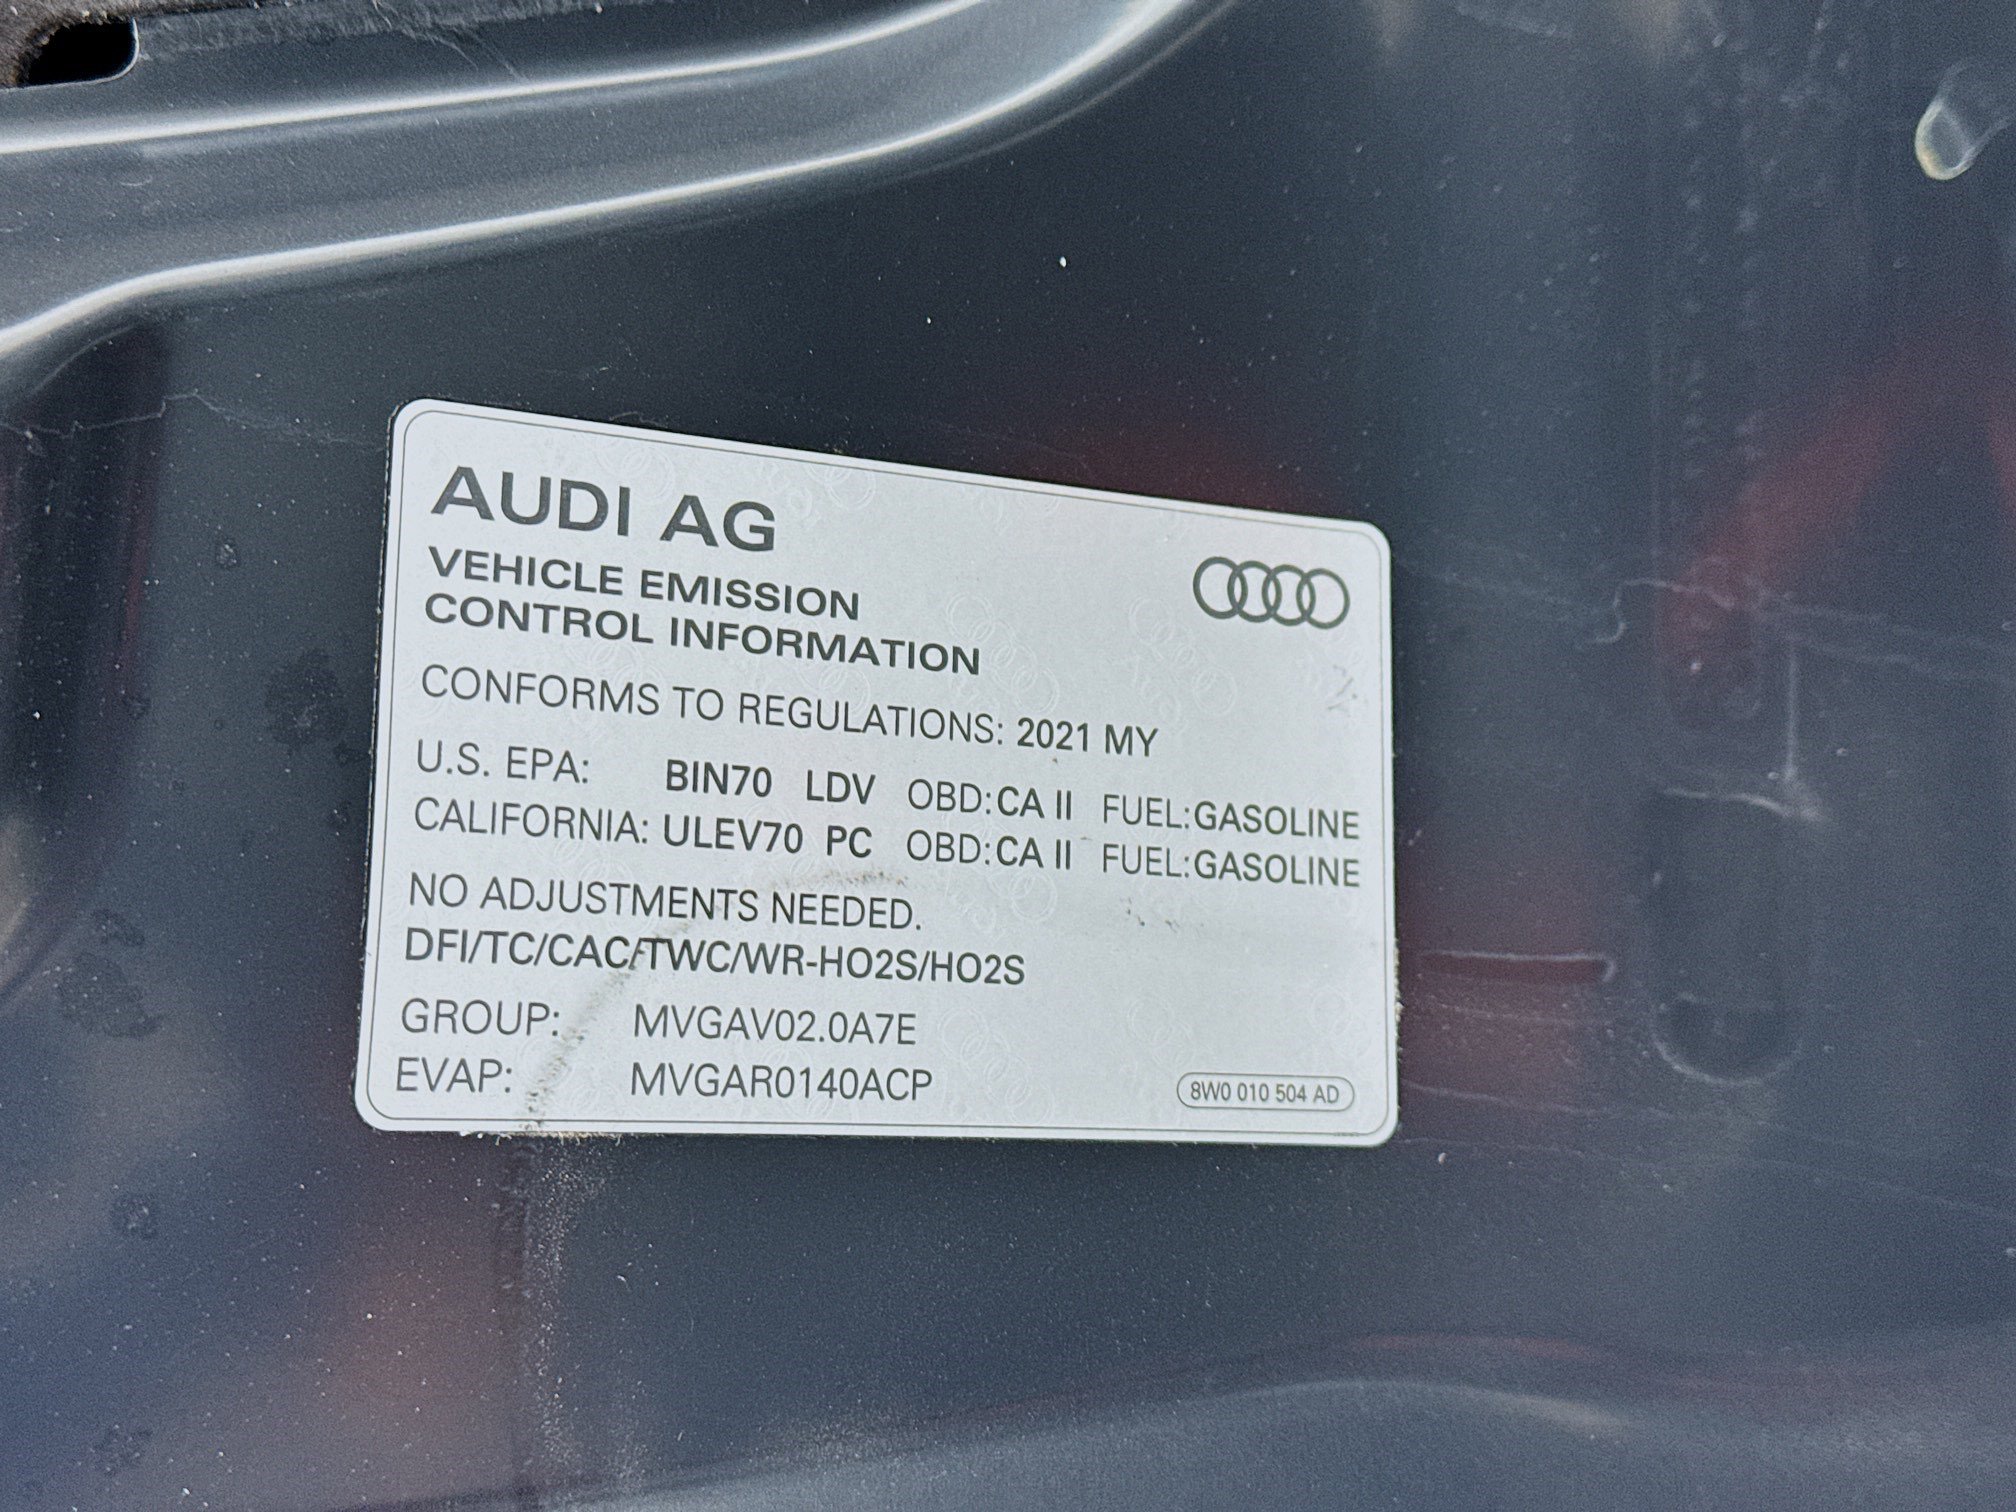 AUDI AG
VEHICLE EMISSION
CONTROL INFORMATION
CONFORMS TO REGULATIONS: 2021 MY
U.S. EPA: BIN70 LDV OBD:CA II FUEL:GASOLINE
CALIFORNIA: ULEV70 PC OBD:CA II FUEL:GASOLINE
NO ADJUSTMENTS NEEDED.
DFI/TC/CAC/TWC/WR-HO2S/HO2S
GROUP: MVGAV02.0A7E
EVAP: MVGAR0140ACP
8W0 010 504 AD